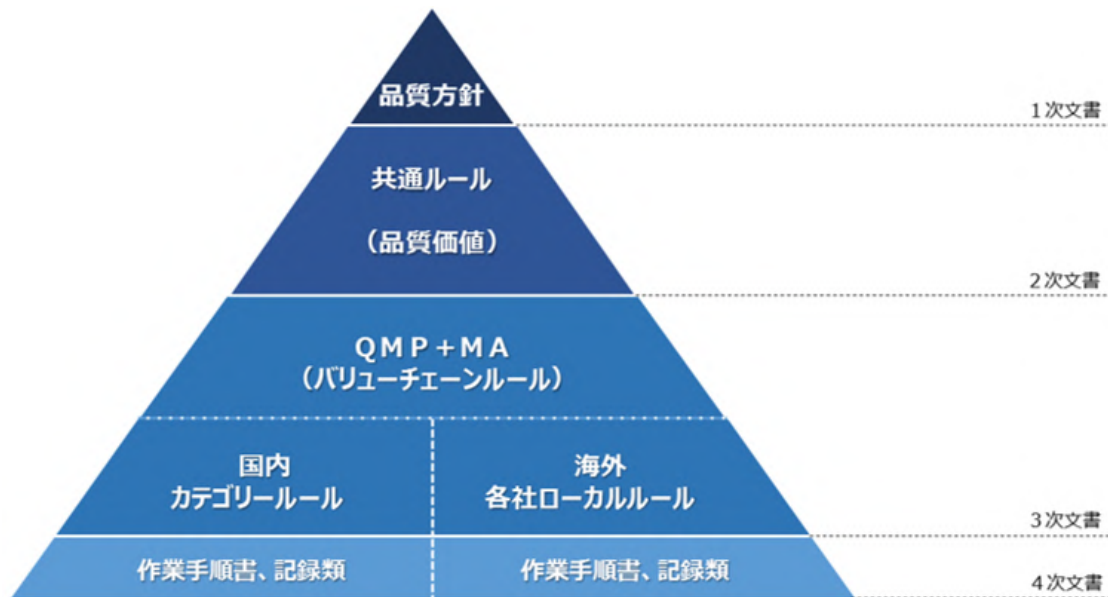 品質方針
1次文書
共通ルール
（品質価値）
2次文書
QMP+MA
（バリューチェーンルール）
国内
カテゴリールール
海外
各社ローカルルール
3次文書
作業手順書、記録類
作業手順書、記録類
4次文書